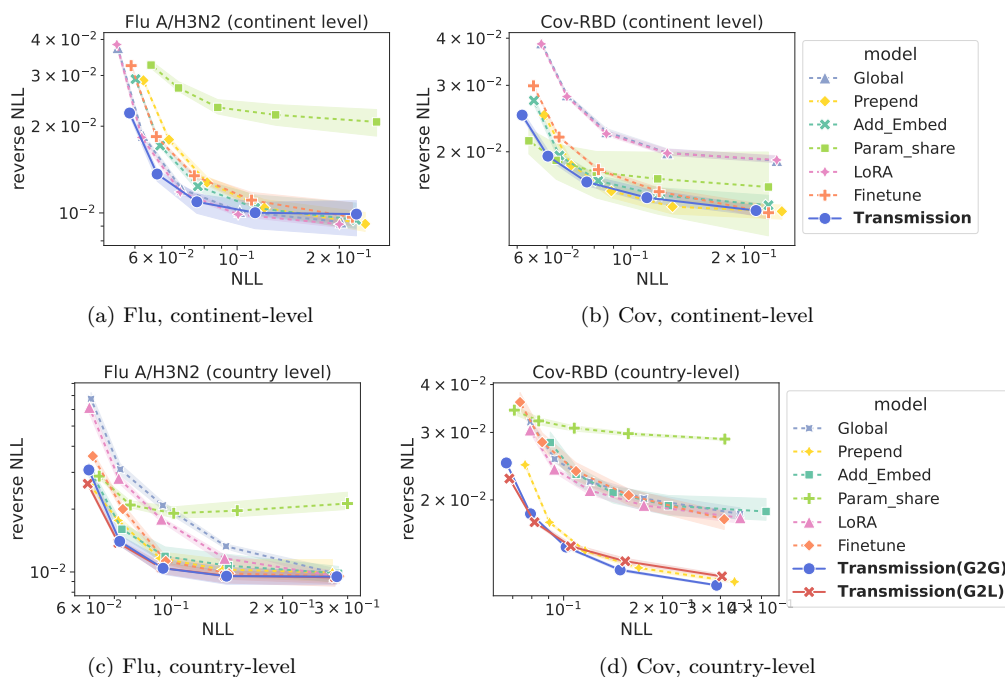 Flu A/H3N2 (continent level)
4 × 10⁻²
3 × 10⁻²
2 × 10⁻²
10⁻²
reverse NLL
6 × 10⁻²
10⁻¹
2 × 10⁻¹
NLL
(a) Flu, continent-level
Cov-RBD (continent level)
4 × 10⁻²
3 × 10⁻²
2 × 10⁻²
reverse NLL
6 × 10⁻²
10⁻¹
2 × 10⁻¹
NLL
(b) Cov, continent-level
model
Global
Prepend
Add_Embed
Param_share
LoRA
Finetune
Transmission
Flu A/H3N2 (country level)
10⁻²
reverse NLL
6 × 10⁻²
10⁻¹
2 × 10⁻¹
3 × 10⁻¹
NLL
(c) Flu, country-level
Cov-RBD (country-level)
4 × 10⁻²
3 × 10⁻²
2 × 10⁻²
reverse NLL
10⁻¹
2 × 10⁻¹
3 × 10⁻¹
4 × 10⁻¹
NLL
(d) Cov, country-level
model
Global
Prepend
Add_Embed
Param_share
LoRA
Finetune
Transmission(G2G)
Transmission(G2L)